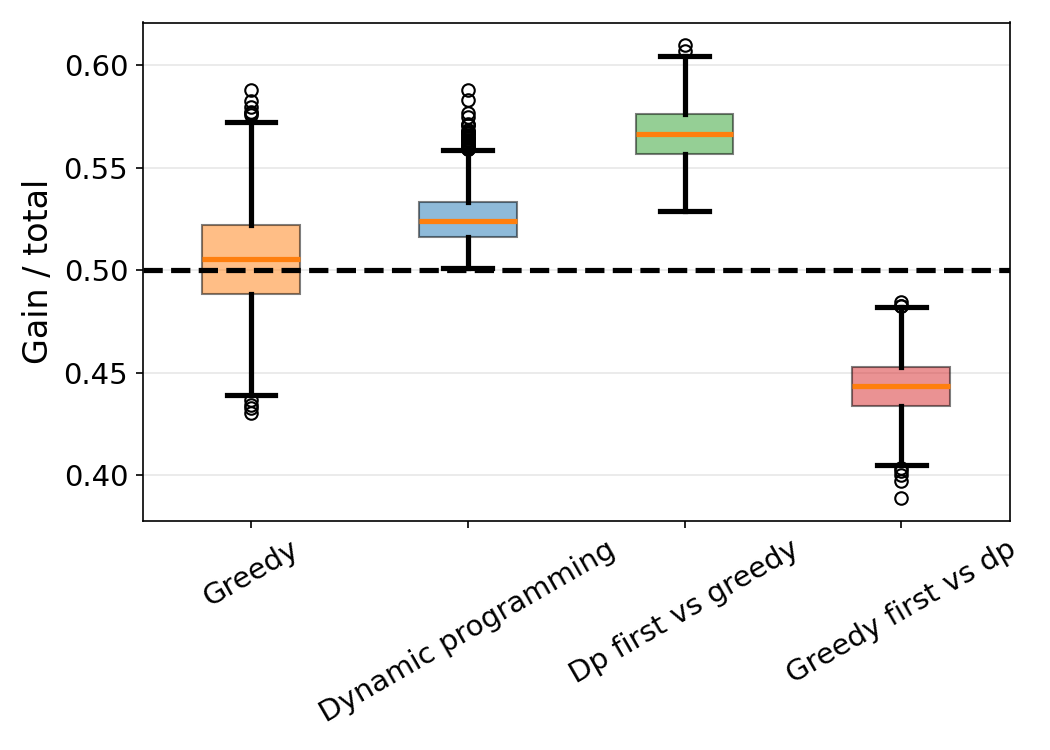 Gain / total
0.60
0.55
0.50
0.45
0.40
Greedy
Dynamic programming
Dp first vs greedy
Greedy first vs dp